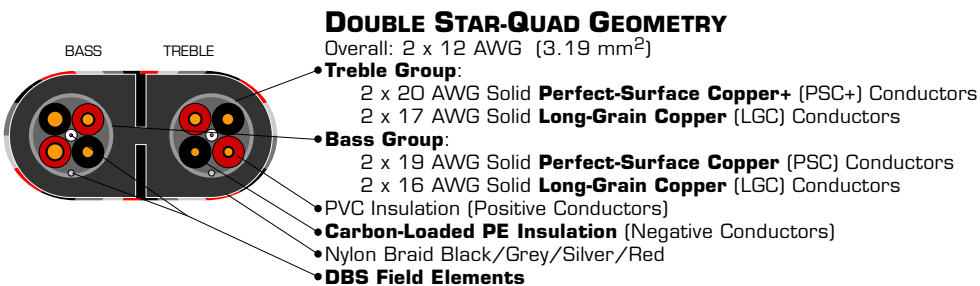 DOUBLE STAR-QUAD GEOMETRY
BASS TREBLE
Overall: 2 x 12 AWG (3.19 mm²)
Treble Group:
2 x 20 AWG Solid Perfect-Surface Copper+ (PSC+) Conductors
2 x 17 AWG Solid Long-Grain Copper (LGC) Conductors
Bass Group:
2 x 19 AWG Solid Perfect-Surface Copper (PSC) Conductors
2 x 16 AWG Solid Long-Grain Copper (LGC) Conductors
PVC Insulation (Positive Conductors)
Carbon-Loaded PE Insulation (Negative Conductors)
Nylon Braid Black/Grey/Silver/Red
DBS Field Elements